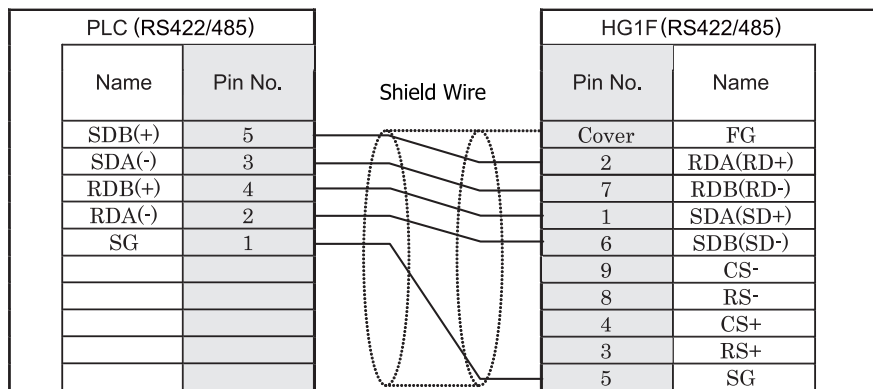 PLC (RS422/485) HG1F(RS422/485)
Name Pin No. Shield Wire Pin No. Name
SDB(+) 5 Cover FG
SDA(-) 3 2 RDA(RD+)
RDB(+) 4 7 RDB(RD-)
RDA(-) 2 1 SDA(SD+)
SG 1 6 SDB(SD-)
9 CS-
8 RS-
4 CS+
3 RS+
5 SG